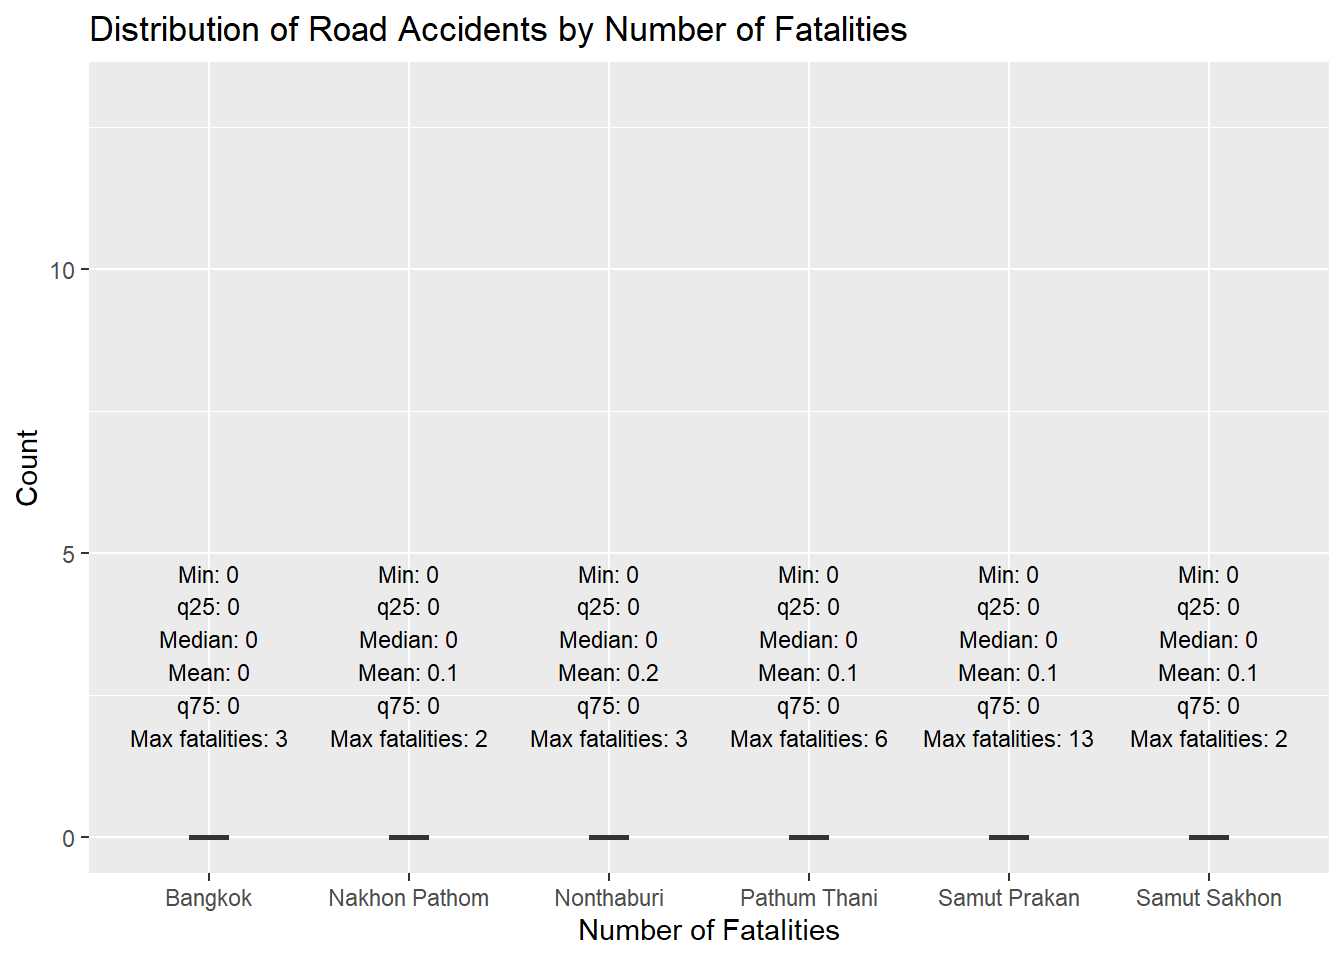 Distribution of Road Accidents by Number of Fatalities
Count
10
5
0
Min: 0
q25: 0
Median: 0
Mean: 0
q75: 0
Max fatalities: 3
Min: 0
q25: 0
Median: 0
Mean: 0.1
q75: 0
Max fatalities: 2
Min: 0
q25: 0
Median: 0
Mean: 0.2
q75: 0
Max fatalities: 3
Min: 0
q25: 0
Median: 0
Mean: 0.1
q75: 0
Max fatalities: 6
Min: 0
q25: 0
Median: 0
Mean: 0.1
q75: 0
Max fatalities: 13
Min: 0
q25: 0
Median: 0
Mean: 0.1
q75: 0
Max fatalities: 2
Bangkok
Nakhon Pathom
Nonthaburi
Pathum Thani
Samut Prakan
Samut Sakhon
Number of Fatalities